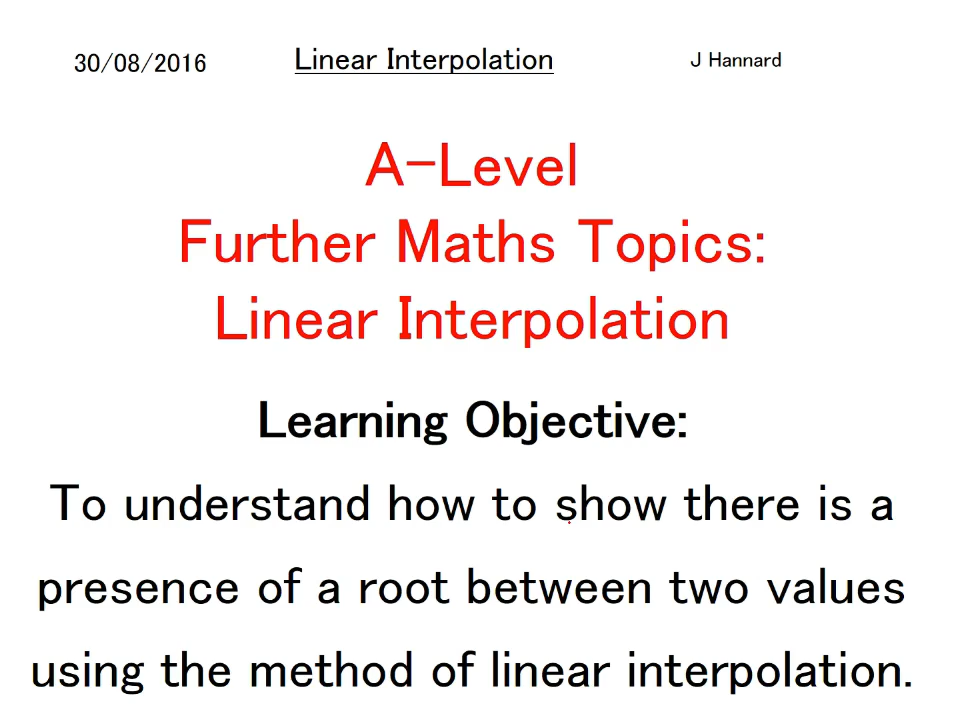 30/08/2016 Linear Interpolation J Hannard
A-Level
Further Maths Topics:
Linear Interpolation
Learning Objective:
To understand how to show there is a
presence of a root between two values
using the method of linear interpolation.